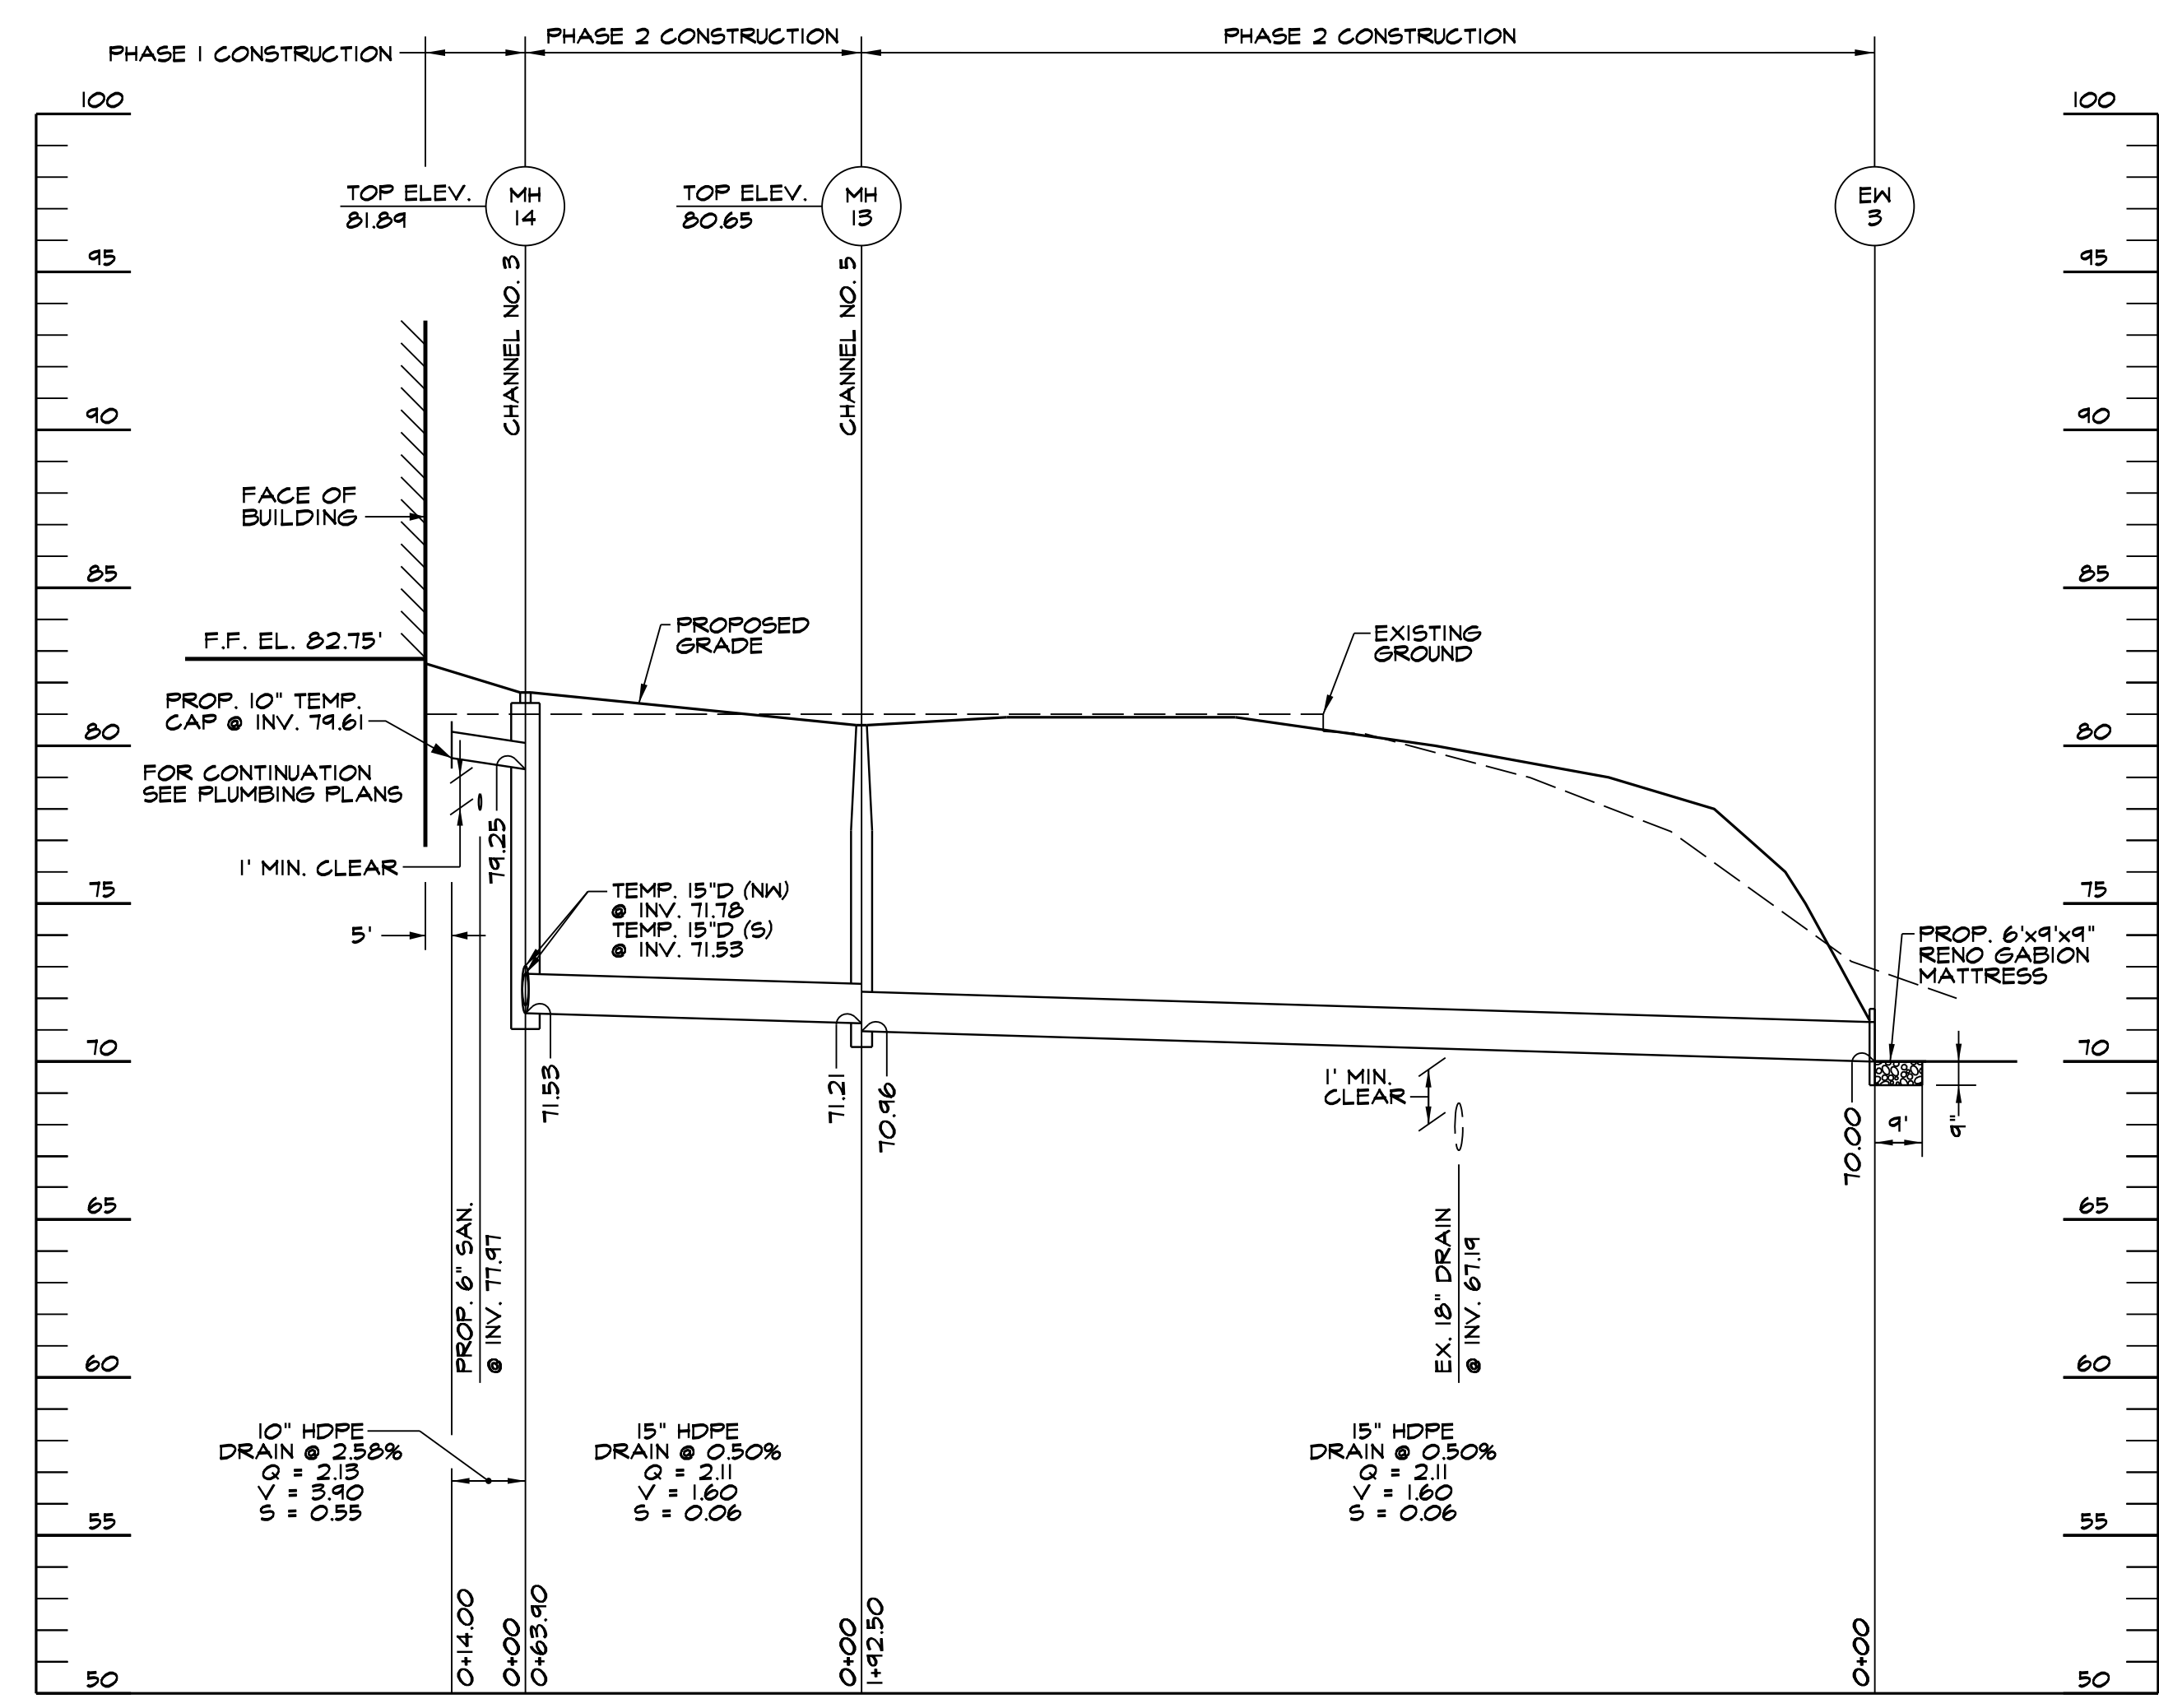 PHASE 1 CONSTRUCTION
PHASE 2 CONSTRUCTION
PHASE 2 CONSTRUCTION
100
95
90
85
80
75
70
65
60
55
50
TOP ELEV.
81.89
MH
14
CHANNEL NO. 3
TOP ELEV.
80.65
MH
13
CHANNEL NO. 5
EW
3
FACE OF
BUILDING
F.F. EL. 82.75'
PROP. 10" TEMP.
CAP @ INV. 79.61
FOR CONTINUATION
SEE PLUMBING PLANS
1' MIN. CLEAR
5'
79.25
PROPOSED
GRADE
EXISTING
GROUND
TEMP. 15"D (NW)
@ INV. 71.78
TEMP. 15"D (S)
@ INV. 71.53
71.53
71.21
70.96
1' MIN.
CLEAR
70.00
PROP. 6'x9'x9"
RENO GABION
MATTRESS
9'
9"
PROP. 6" SAN.
@ INV. 77.97
EX. 18" DRAIN
@ INV. 67.19
10" HDPE
DRAIN @ 2.58%
Q = 2.13
V = 3.90
S = 0.55
15" HDPE
DRAIN @ 0.50%
Q = 2.11
V = 1.60
S = 0.06
15" HDPE
DRAIN @ 0.50%
Q = 2.11
V = 1.60
S = 0.06
0+14.00
0+00
0+63.90
0+00
1+92.50
0+00
100
95
90
85
80
75
70
65
60
55
50